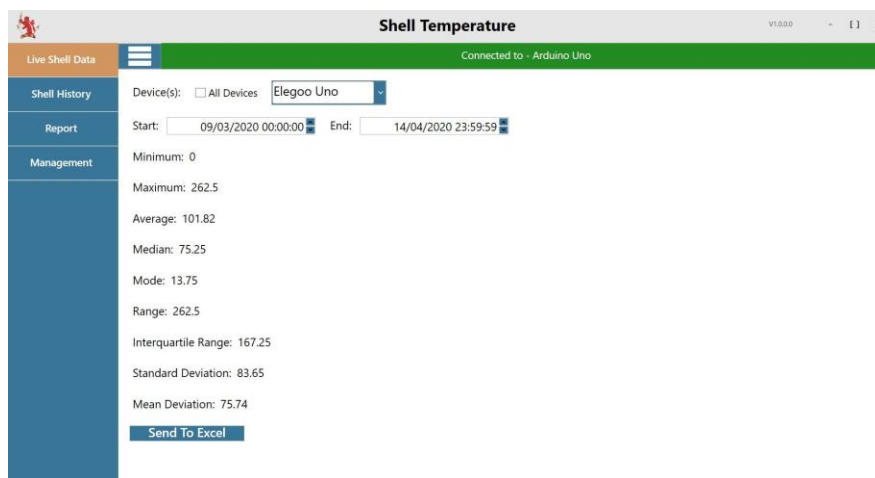 Shell Temperature
V1.0.0.0 - [ ]
Live Shell Data
Connected to - Arduino Uno
Shell History
Report
Management
Device(s): All Devices Elegoo Uno
Start: 09/03/2020 00:00:00 End: 14/04/2020 23:59:59
Minimum: 0
Maximum: 262.5
Average: 101.82
Median: 75.25
Mode: 13.75
Range: 262.5
Interquartile Range: 167.25
Standard Deviation: 83.65
Mean Deviation: 75.74
Send To Excel